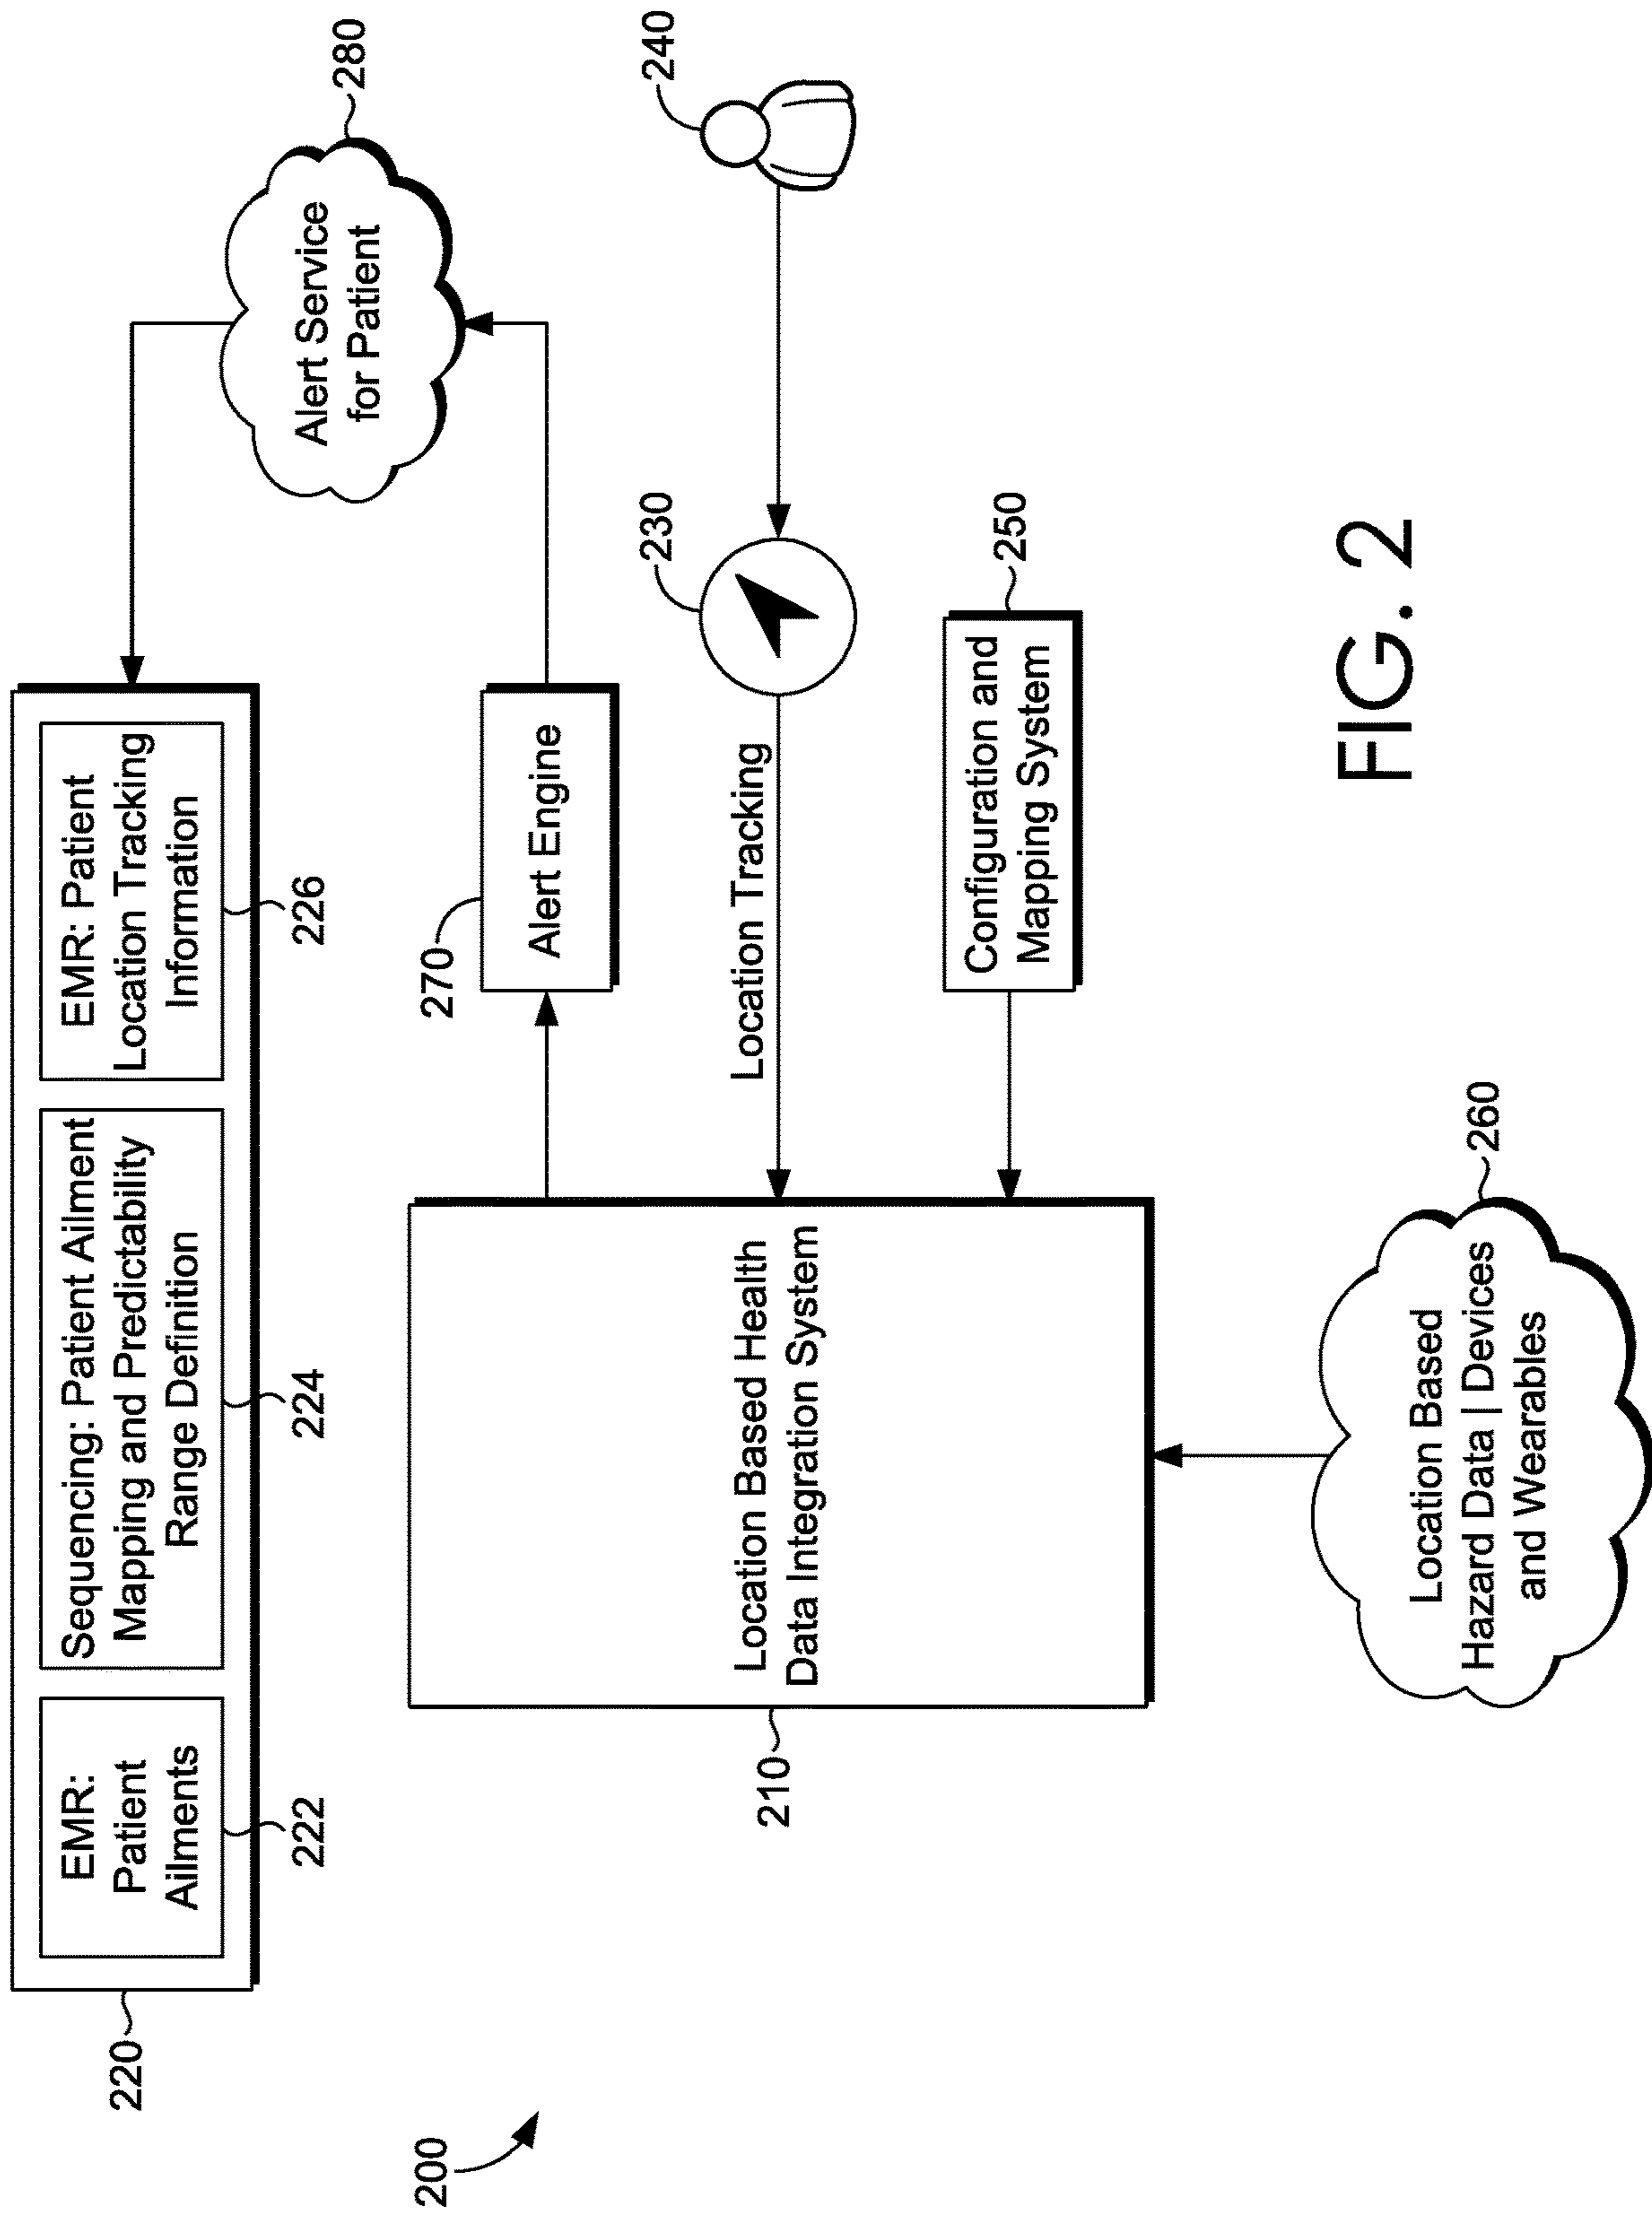 200
220
EMR:
Patient
Ailments
222
Sequencing: Patient Ailment
Mapping and Predictability
Range Definition
224
EMR: Patient
Location Tracking
Information
226
280
Alert Service
for Patient
270
Alert Engine
240
230
Location Tracking
210
Location Based Health
Data Integration System
250
Configuration and
Mapping System
260
Location Based
Hazard Data | Devices
and Wearables
FIG. 2